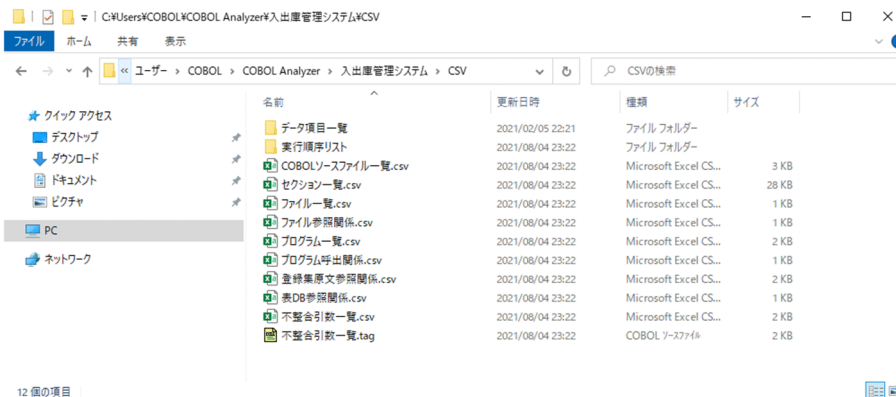 C:¥Users¥COBOL¥COBOL Analyzer¥入出庫管理システム¥CSV
ファイル ホーム 共有 表示
« ユーザー > COBOL > COBOL Analyzer > 入出庫管理システム > CSV CSVの検索
名前 更新日時 種類 サイズ
クイック アクセス
デスクトップ
ダウンロード
ドキュメント
ピクチャ
PC
ネットワーク
データ項目一覧 2021/02/05 22:21 ファイル フォルダー
実行順序リスト 2021/08/04 23:22 ファイル フォルダー
COBOLソースファイル一覧.csv 2021/08/04 23:22 Microsoft Excel CS... 3 KB
セクション一覧.csv 2021/08/04 23:22 Microsoft Excel CS... 28 KB
ファイル一覧.csv 2021/08/04 23:22 Microsoft Excel CS... 1 KB
ファイル参照関係.csv 2021/08/04 23:22 Microsoft Excel CS... 1 KB
プログラム一覧.csv 2021/08/04 23:22 Microsoft Excel CS... 2 KB
プログラム呼出関係.csv 2021/08/04 23:22 Microsoft Excel CS... 1 KB
登録集原文参照関係.csv 2021/08/04 23:22 Microsoft Excel CS... 2 KB
表DB参照関係.csv 2021/08/04 23:22 Microsoft Excel CS... 1 KB
不整合引数一覧.csv 2021/08/04 23:22 Microsoft Excel CS... 2 KB
不整合引数一覧.tag 2021/08/04 23:22 COBOL ソースファイル 2 KB
12 個の項目